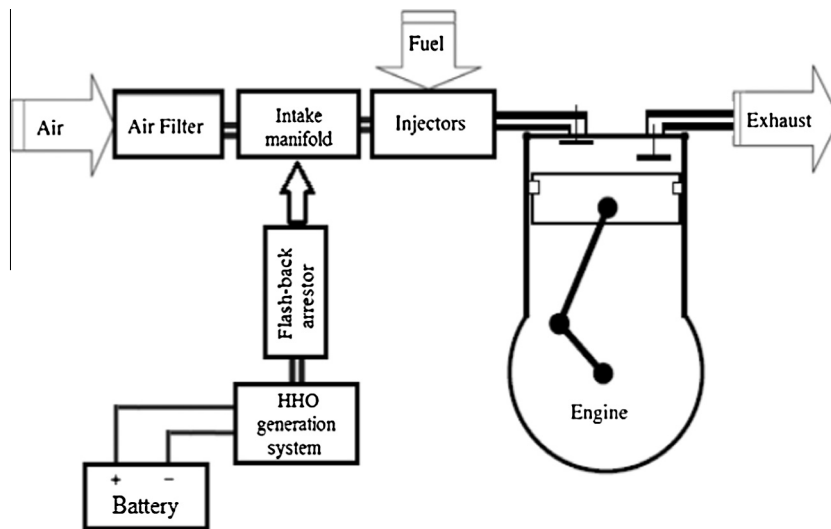 Fuel
Air
Air Filter
Intake
manifold
Injectors
Exhaust
Flash-back
arrestor
HHO
generation
system
Engine
+ −
Battery